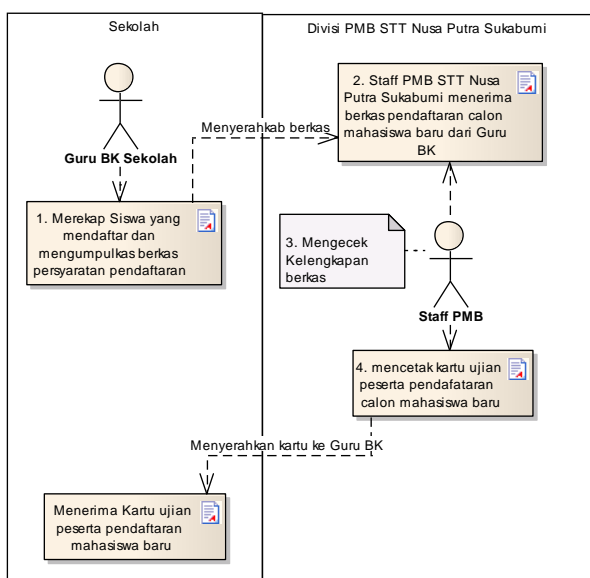 Sekolah
Divisi PMB STT Nusa Putra Sukabumi
2. Staff PMB STT Nusa
Putra Sukabumi menerima
berkas pendaftaran calon
mahasiswa baru dari Guru
BK
Menyerahkab berkas
Guru BK Sekolah
1. Merekap Siswa yang
mendaftar dan
mengumpulkas berkas
persyaratan pendaftaran
3. Mengecek
Kelengkapan
berkas
Staff PMB
4. mencetak kartu ujian
peserta pendafataran
calon mahasiswa baru
Menyerahkan kartu ke Guru BK
Menerima Kartu ujian
peserta pendaftaran
mahasiswa baru